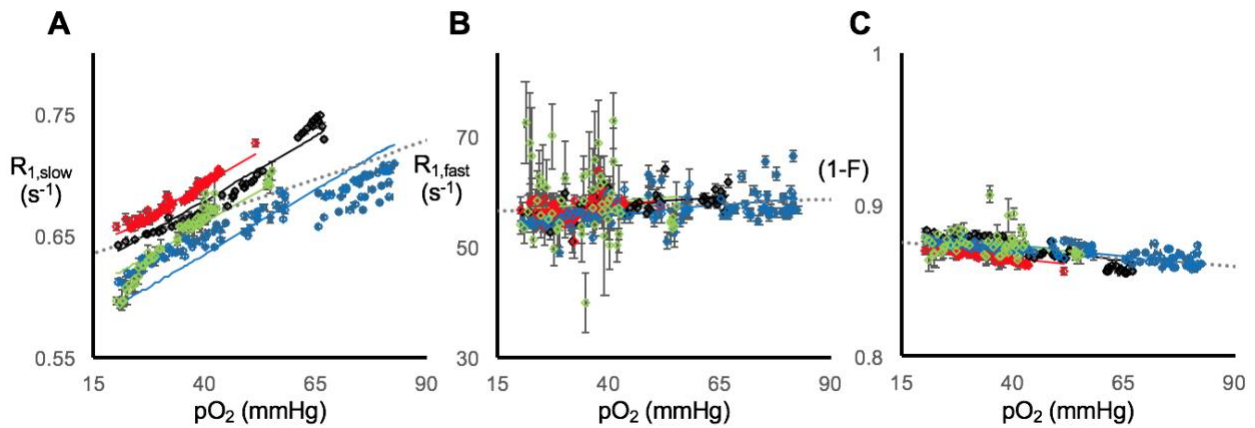 A
0.75
R1,slow
(s-1)
0.65
0.55
15 40 65 90
pO2 (mmHg)
B
70
R1,fast
(s-1)
50
30
15 40 65 90
pO2 (mmHg)
C
1
(1-F)
0.9
0.8
15 40 65 90
pO2 (mmHg)